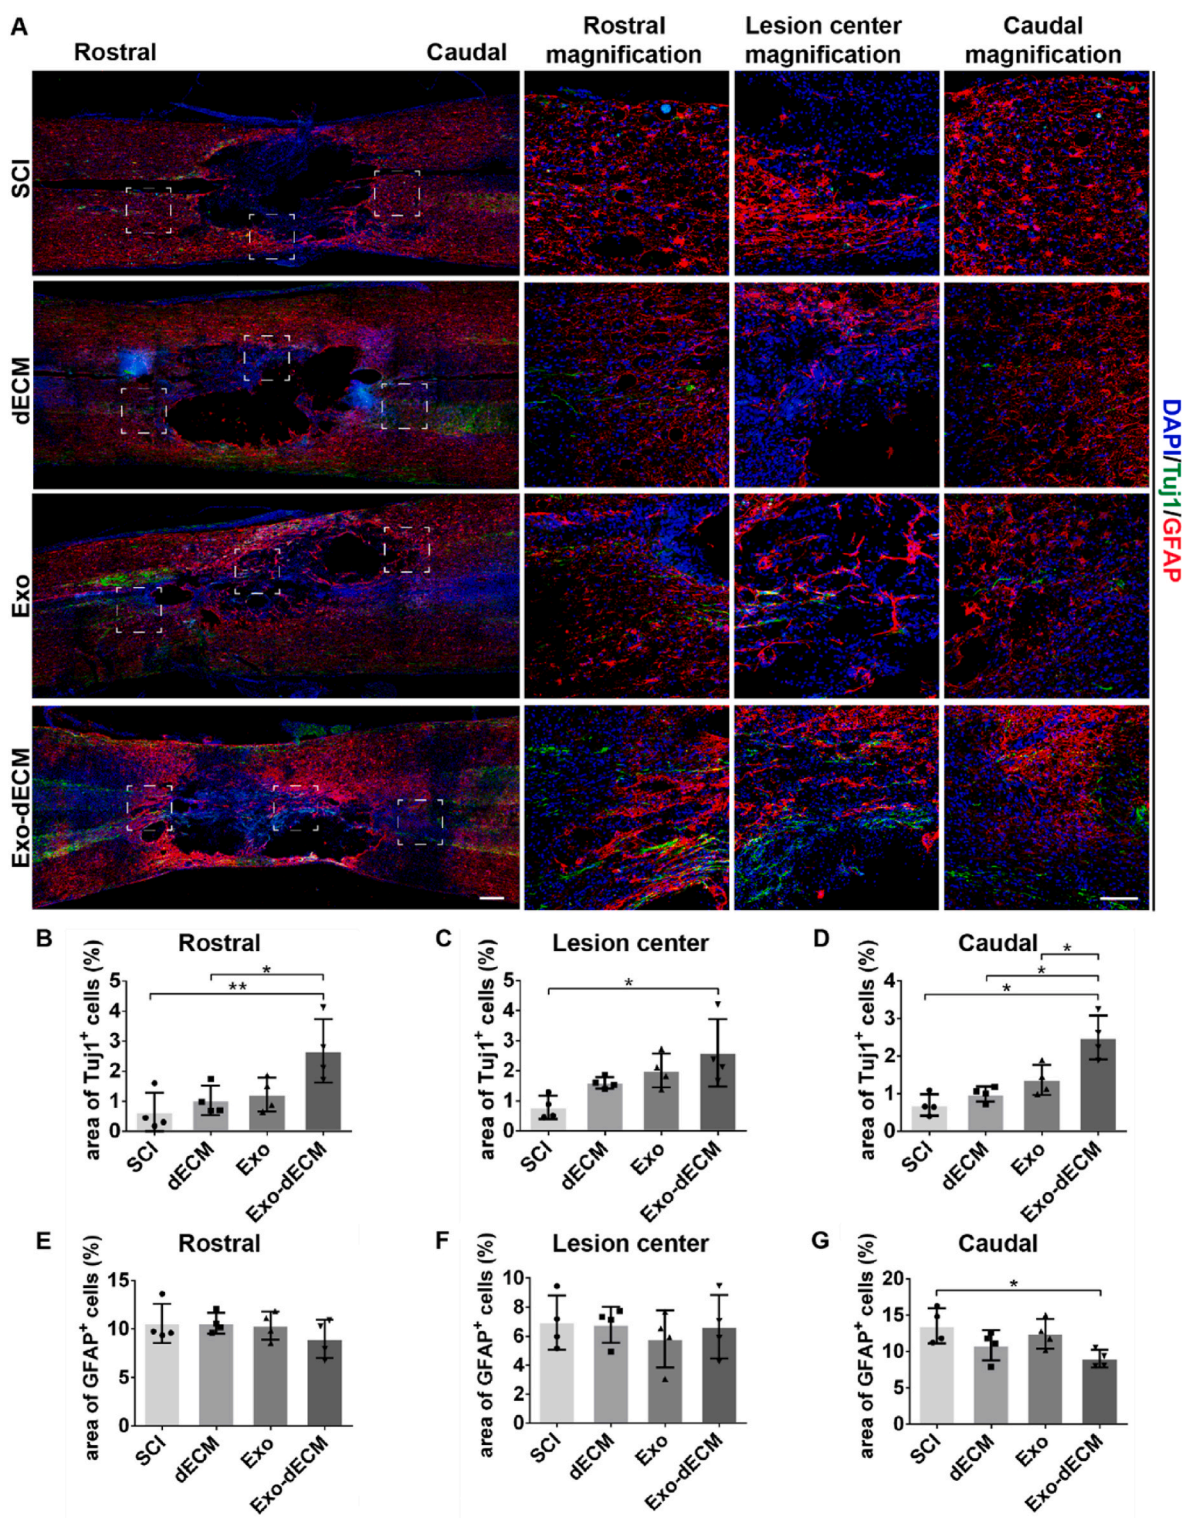 A
Rostral
Caudal
Rostral
magnification
Lesion center
magnification
Caudal
magnification
SCI
dECM
Exo
Exo-dECM
DAPI/Tuj1/GFAP
B
Rostral
area of Tuj1+ cells (%)
5
4
3
2
1
0
*
**
SCI
dECM
Exo
Exo-dECM
C
Lesion center
area of Tuj1+ cells (%)
5
4
3
2
1
0
*
SCI
dECM
Exo
Exo-dECM
D
Caudal
area of Tuj1+ cells (%)
4
3
2
1
0
*
*
*
SCI
dECM
Exo
Exo-dECM
E
Rostral
area of GFAP+ cells (%)
15
10
5
0
SCI
dECM
Exo
Exo-dECM
F
Lesion center
area of GFAP+ cells (%)
10
8
6
4
2
0
SCI
dECM
Exo
Exo-dECM
G
Caudal
area of GFAP+ cells (%)
20
15
10
5
0
*
SCI
dECM
Exo
Exo-dECM